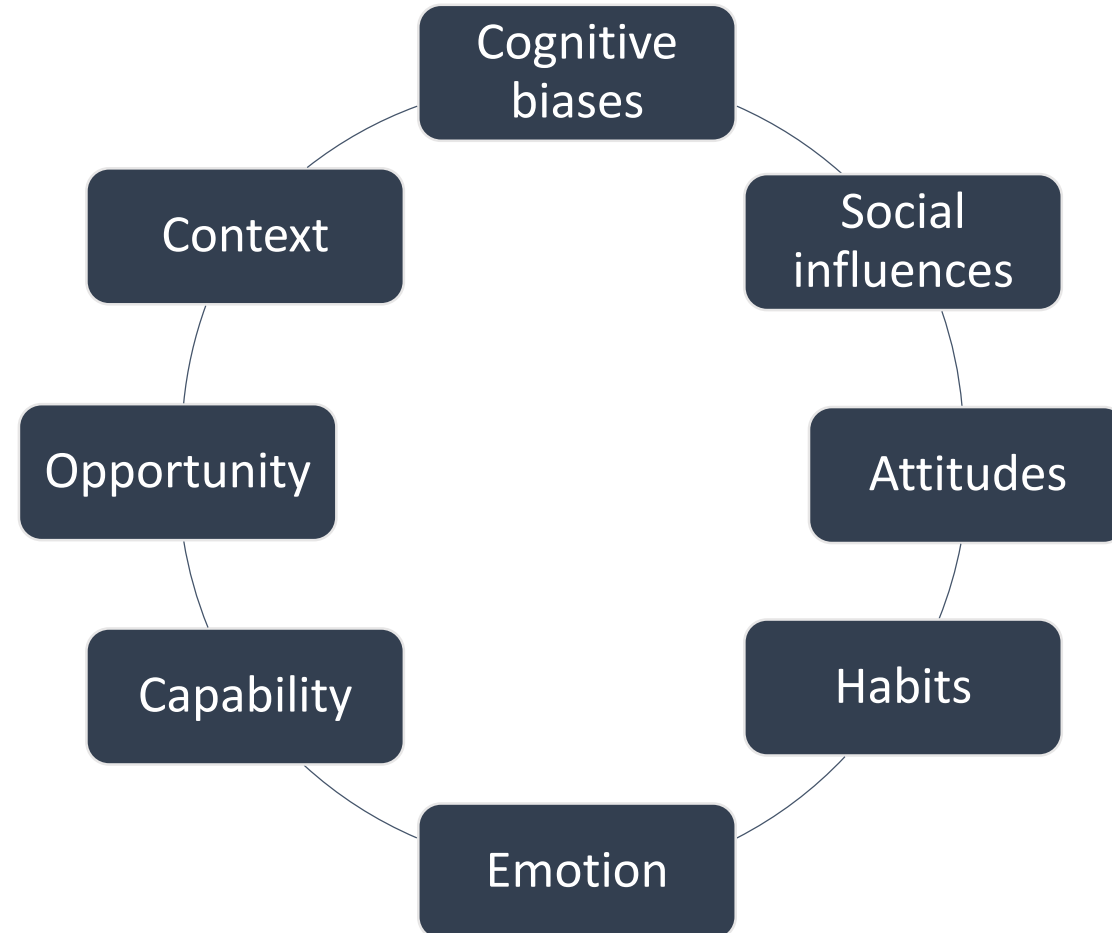 Cognitive
biases
Social
influences
Attitudes
Habits
Emotion
Capability
Opportunity
Context